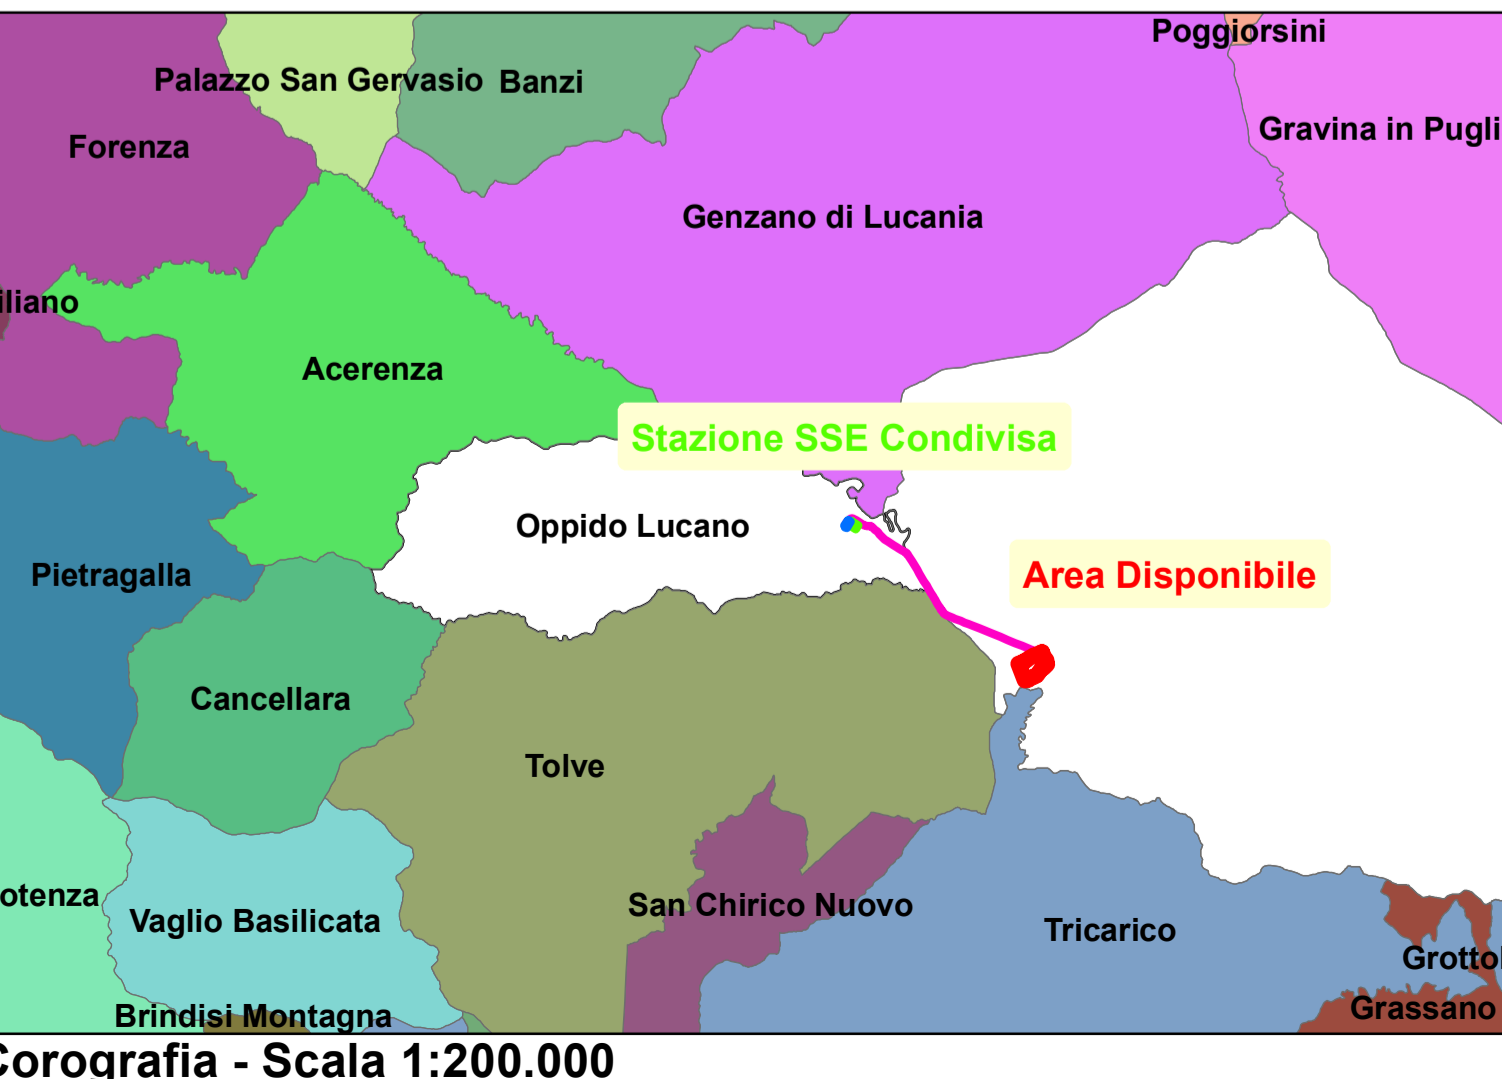 Poggiorsini
Palazzo San Gervasio
Banzi
Gravina in Pugli
Forenza
Genzano di Lucania
iliano
Acerenza
Stazione SSE Condivisa
Oppido Lucano
Pietragalla
Area Disponibile
Cancellara
Tolve
otenza
San Chirico Nuovo
Vaglio Basilicata
Tricarico
Grottol
Grassano
Brindisi Montagna
Corografia - Scala 1:200.000